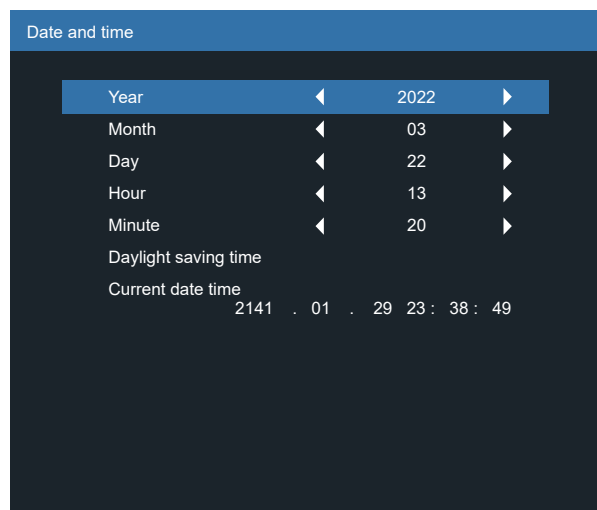 Date and time
Year 2022
Month 03
Day 22
Hour 13
Minute 20
Daylight saving time
Current date time
2141 . 01 . 29 23 : 38 : 49